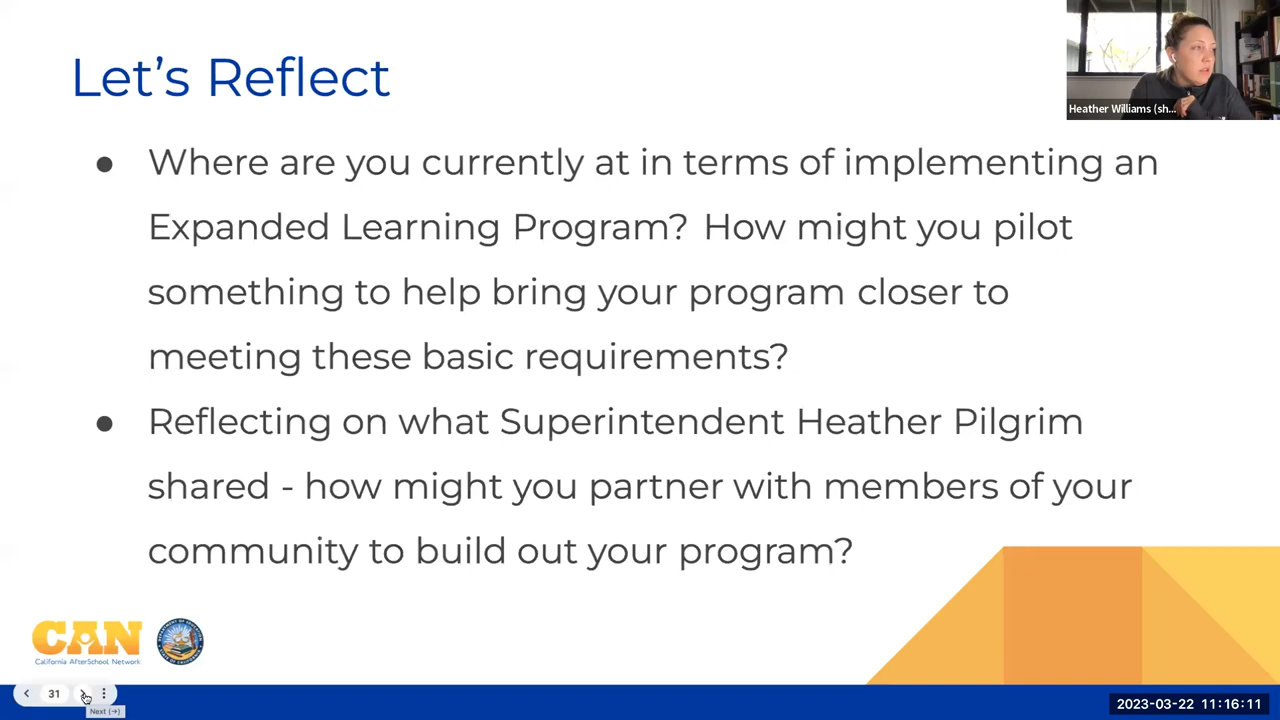 Let's Reflect
Heather Williams (sh...
● Where are you currently at in terms of implementing an
Expanded Learning Program? How might you pilot
something to help bring your program closer to
meeting these basic requirements?
● Reflecting on what Superintendent Heather Pilgrim
shared - how might you partner with members of your
community to build out your program?
CAN
California AfterSchool Network
31
Next (→)
2023-03-22 11:16:11